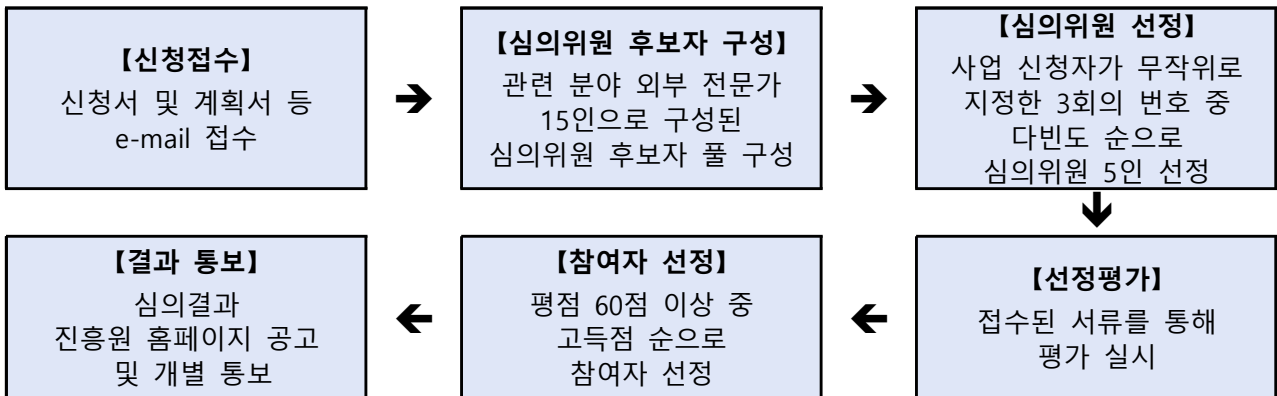 【신청접수】
신청서 및 계획서 등
e-mail 접수
【심의위원 후보자 구성】
관련 분야 외부 전문가
15인으로 구성된
심의위원 후보자 풀 구성
【심의위원 선정】
사업 신청자가 무작위로
지정한 3회의 번호 중
다빈도 순으로
심의위원 5인 선정
【선정평가】
접수된 서류를 통해
평가 실시
【참여자 선정】
평점 60점 이상 중
고득점 순으로
참여자 선정
【결과 통보】
심의결과
진흥원 홈페이지 공고
및 개별 통보